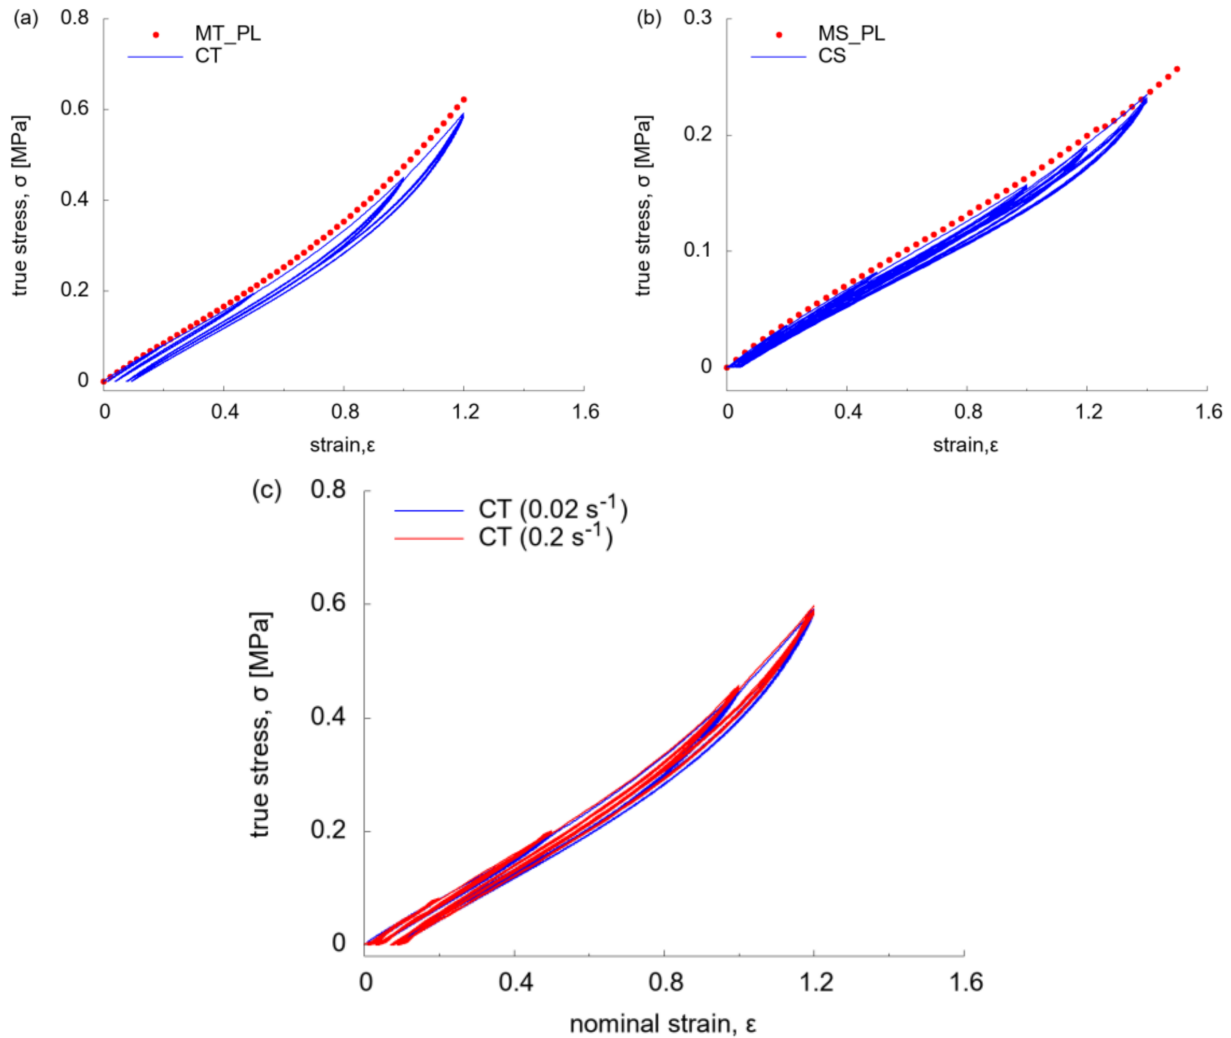 (a)
0.8
0.6
0.4
0.2
0
true stress, σ [MPa]
MT_PL
CT
0 0.4 0.8 1.2 1.6
strain,ε
(b)
0.3
0.2
0.1
0
true stress, σ [MPa]
MS_PL
CS
0 0.4 0.8 1.2 1.6
strain,ε
(c)
0.8
0.6
0.4
0.2
0
true stress, σ [MPa]
CT (0.02 s⁻¹)
CT (0.2 s⁻¹)
0 0.4 0.8 1.2 1.6
nominal strain, ε